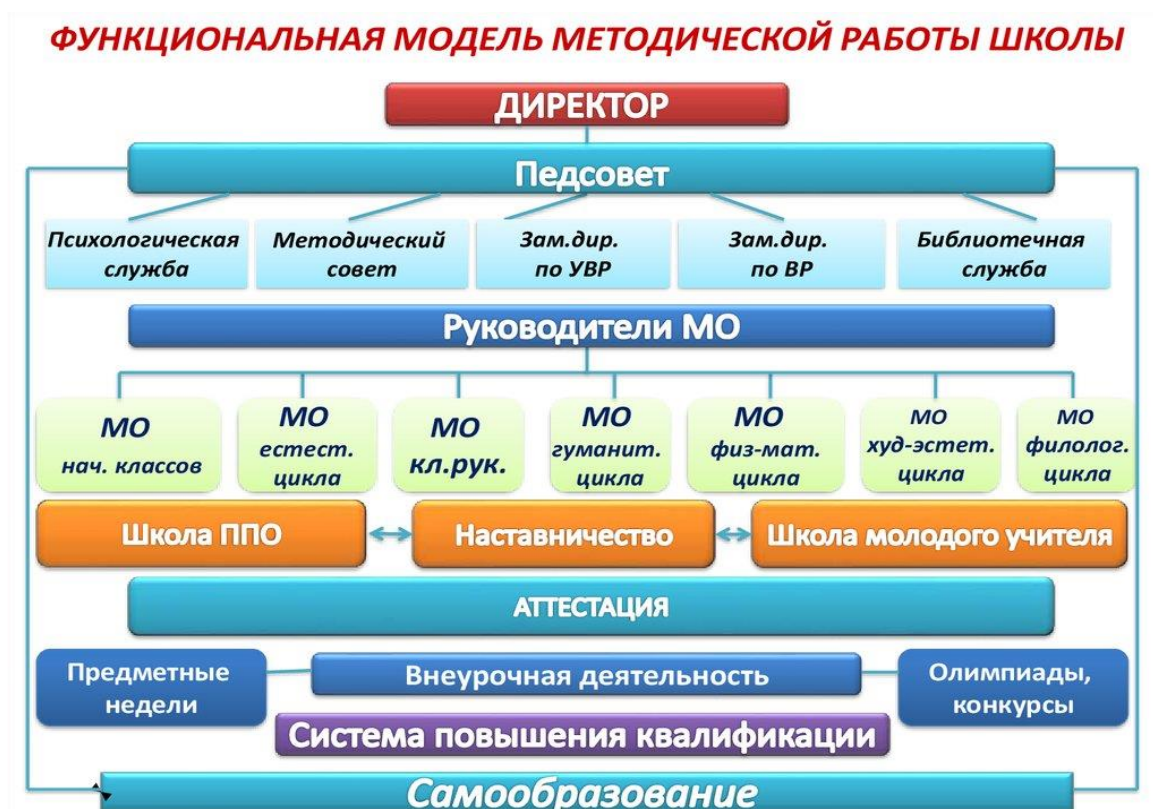 ФУНКЦИОНАЛЬНАЯ МОДЕЛЬ МЕТОДИЧЕСКОЙ РАБОТЫ ШКОЛЫ
ДИРЕКТОР
Педсовет
Психологическая
служба
Методический
совет
Зам.дир.
по УВР
Зам.дир.
по ВР
Библиотечная
служба
Руководители МО
МО
нач. классов
МО
естест.
цикла
МО
кл.рук.
МО
гуманит.
цикла
МО
физ-мат.
цикла
МО
худ-эстет.
цикла
МО
филолог.
цикла
Школа ППО
Наставничество
Школа молодого учителя
АТТЕСТАЦИЯ
Предметные
недели
Внеурочная деятельность
Олимпиады,
конкурсы
Система повышения квалификации
Самообразование